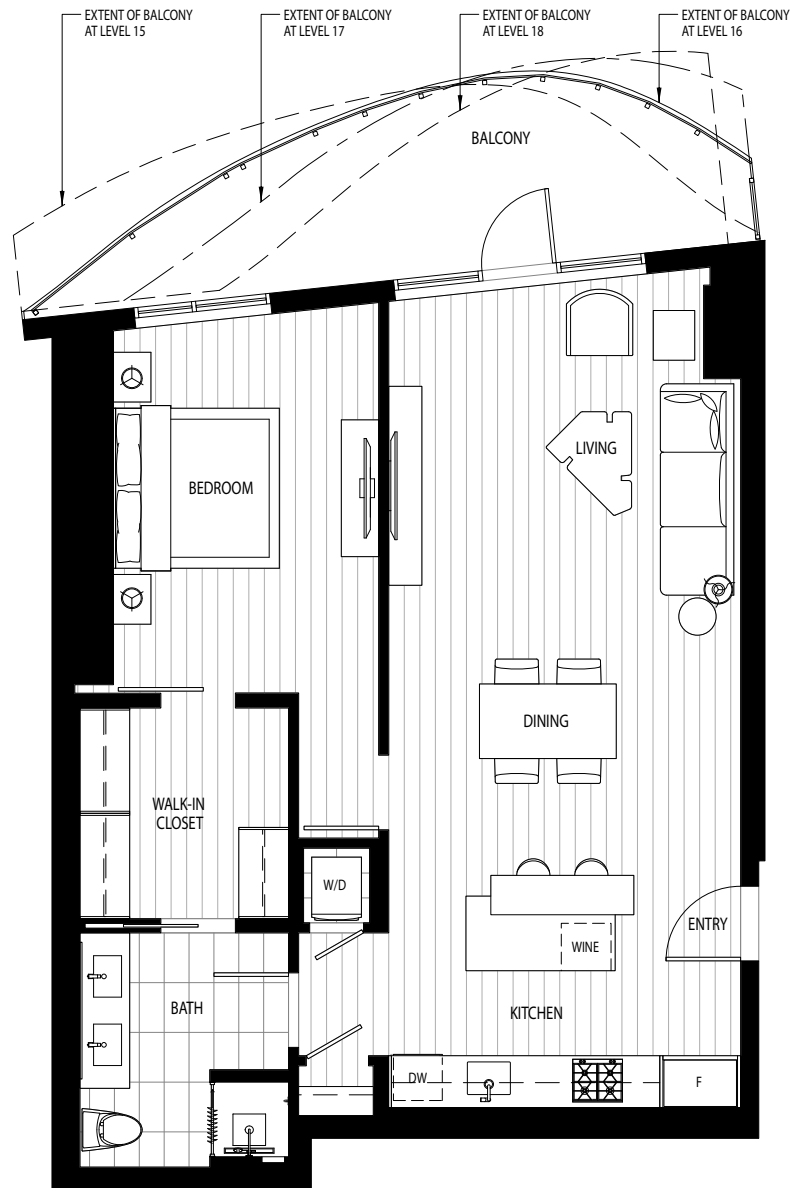 EXTENT OF BALCONY
AT LEVEL 15
EXTENT OF BALCONY
AT LEVEL 17
EXTENT OF BALCONY
AT LEVEL 18
EXTENT OF BALCONY
AT LEVEL 16
BALCONY
LIVING
BEDROOM
DINING
WALK-IN
CLOSET
W/D
ENTRY
WINE
BATH
KITCHEN
DW
F